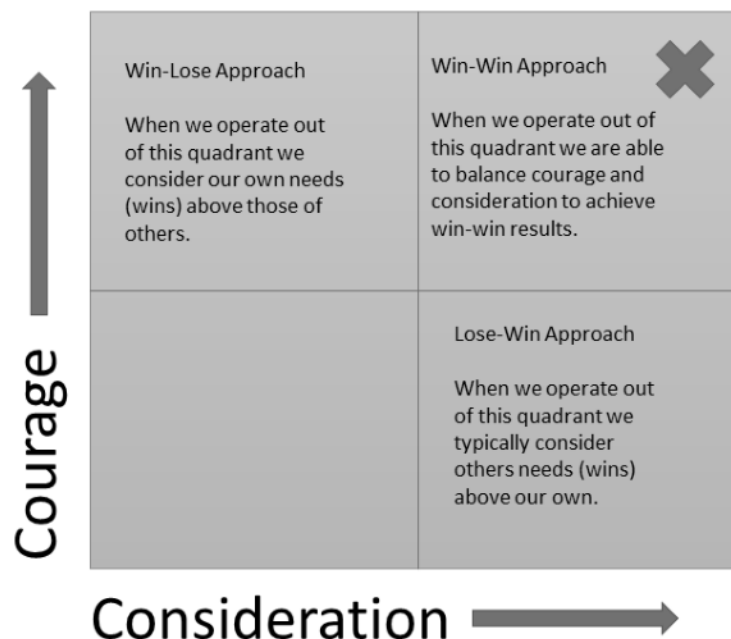 Win-Lose Approach
When we operate out
of this quadrant we
consider our own needs
(wins) above those of
others.
Win-Win Approach
When we operate out of
this quadrant we are able
to balance courage and
consideration to achieve
win-win results.
Lose-Win Approach
When we operate out
of this quadrant we
typically consider
others needs (wins)
above our own.
Courage
Consideration